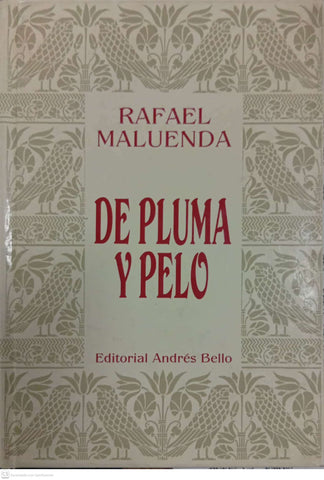 RAFAEL
MALUENDA
DE PLUMA
Y PELO
Editorial Andrés Bello